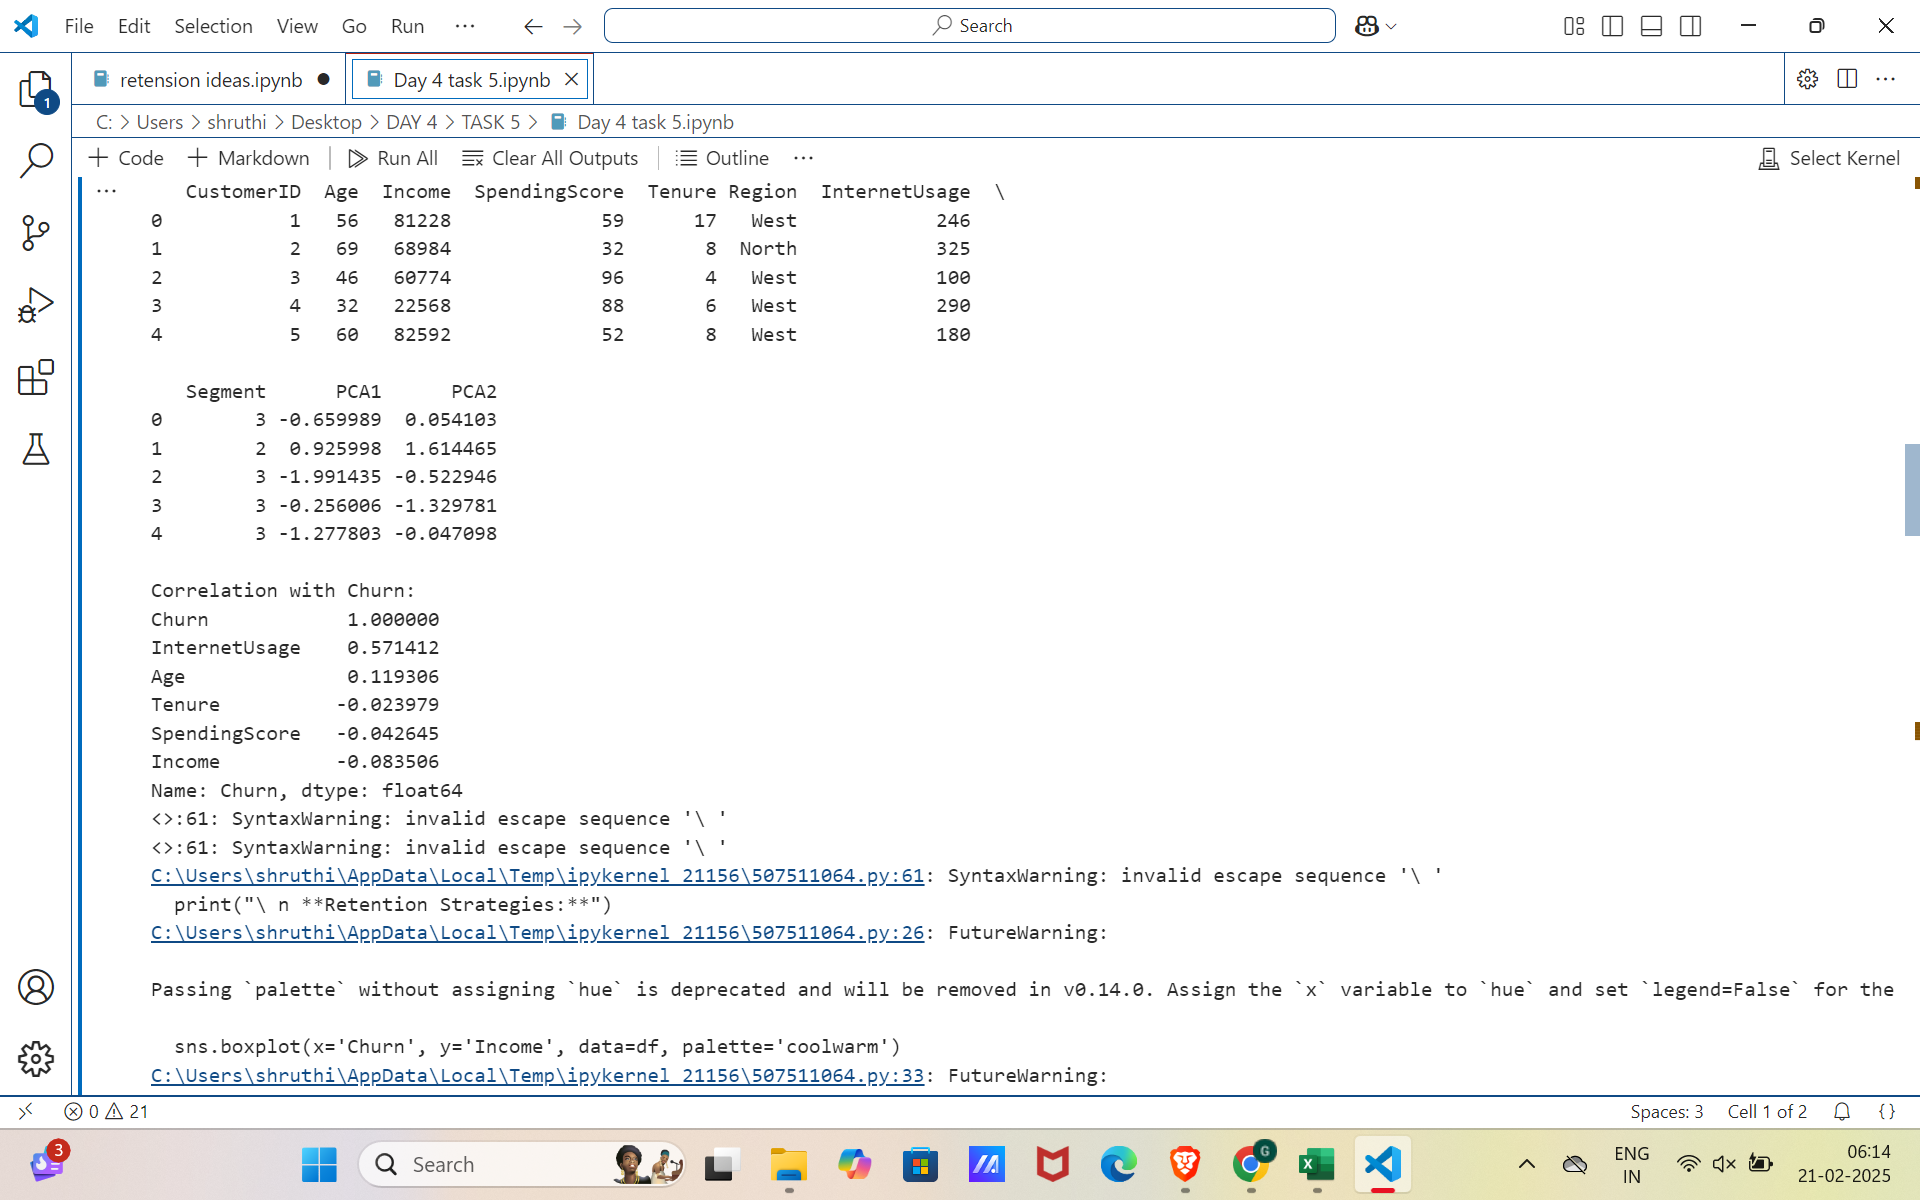 File Edit Selection View Go Run ··· Search
retension ideas.ipynb Day 4 task 5.ipynb
C: > Users > shruthi > Desktop > DAY 4 > TASK 5 > Day 4 task 5.ipynb
+ Code + Markdown Run All Clear All Outputs Outline ··· Select Kernel
1
··· CustomerID Age Income SpendingScore Tenure Region InternetUsage \
0 1 56 81228 59 17 West 246
1 2 69 68984 32 8 North 325
2 3 46 60774 96 4 West 100
3 4 32 22568 88 6 West 290
4 5 60 82592 52 8 West 180
Segment PCA1 PCA2
0 3 -0.659989 0.054103
1 2 0.925998 1.614465
2 3 -1.991435 -0.522946
3 3 -0.256006 -1.329781
4 3 -1.277803 -0.047098
Correlation with Churn:
Churn 1.000000
InternetUsage 0.571412
Age 0.119306
Tenure -0.023979
SpendingScore -0.042645
Income -0.083506
Name: Churn, dtype: float64
<>:61: SyntaxWarning: invalid escape sequence '\ '
<>:61: SyntaxWarning: invalid escape sequence '\ '
C:\Users\shruthi\AppData\Local\Temp\ipykernel_21156\507511064.py:61: SyntaxWarning: invalid escape sequence '\ '
print("\ n **Retention Strategies:**")
C:\Users\shruthi\AppData\Local\Temp\ipykernel_21156\507511064.py:26: FutureWarning:
Passing `palette` without assigning `hue` is deprecated and will be removed in v0.14.0. Assign the `x` variable to `hue` and set `legend=False` for the
sns.boxplot(x='Churn', y='Income', data=df, palette='coolwarm')
C:\Users\shruthi\AppData\Local\Temp\ipykernel_21156\507511064.py:33: FutureWarning:
0 21 Spaces: 3 Cell 1 of 2 {}
3 Search G ENG 06:14
IN 21-02-2025